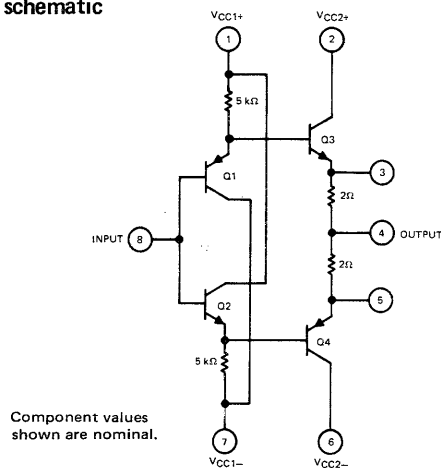 schematic
VCC1+
VCC2+
1
2
5 kΩ
Q3
Q1
3
2Ω
INPUT 8
4 OUTPUT
2Ω
Q2
5
5 kΩ
Q4
Component values
shown are nominal.
7
6
VCC1–
VCC2–